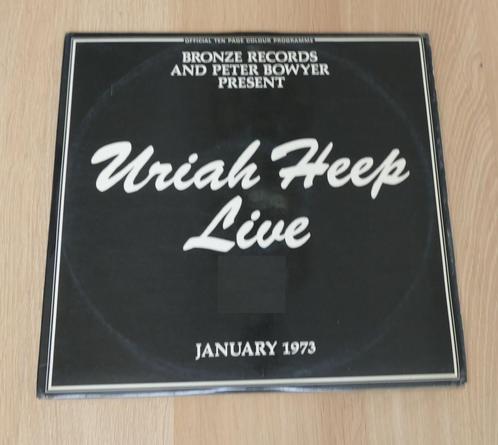 OFFICIAL TEN PAGE COLOUR PROGRAMME
BRONZE RECORDS
AND PETER BOWYER
PRESENT
Uriah Heep
Live
JANUARY 1973